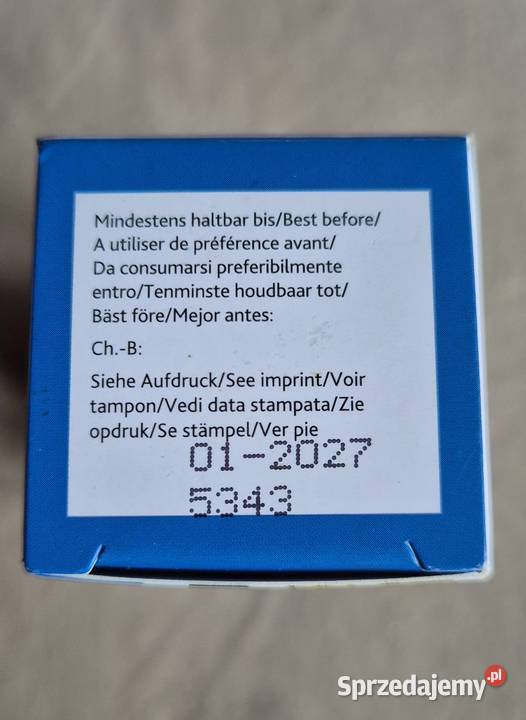 Mindestens haltbar bis/Best before/
A utiliser de préférence avant/
Da consumarsi preferibilmente
entro/Tenminste houdbaar tot/
Bäst före/Mejor antes:
Ch.-B:
Siehe Aufdruck/See imprint/Voir
tampon/Vedi data stampata/Zie
opdruk/Se stämpel/Ver pie
01-2027
5343
Sprzedajemy.pl